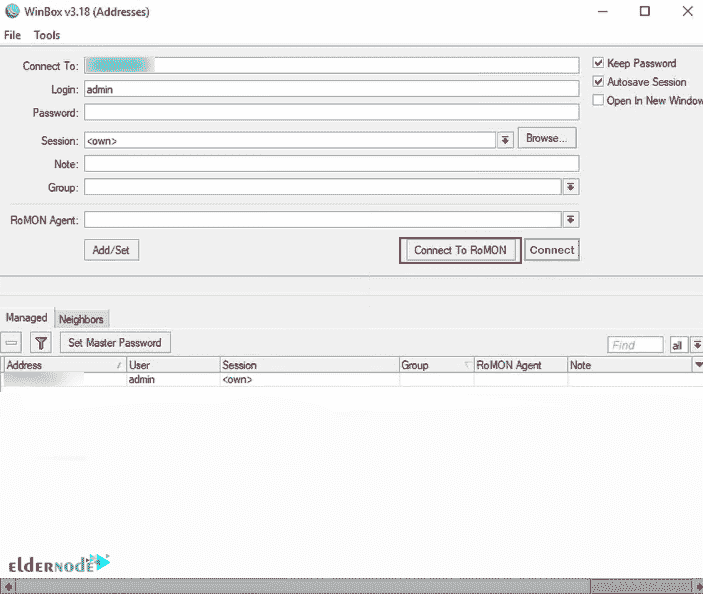 WinBox v3.18 (Addresses)
File Tools
Connect To:
Keep Password
Login: admin
Autosave Session
Password:
Open In New Window
Session: <own> Browse...
Note:
Group:
RoMON Agent:
Add/Set Connect To RoMON Connect
Managed Neighbors
Set Master Password Find all
Address User Session Group RoMON Agent Note
admin <own>
eldernode